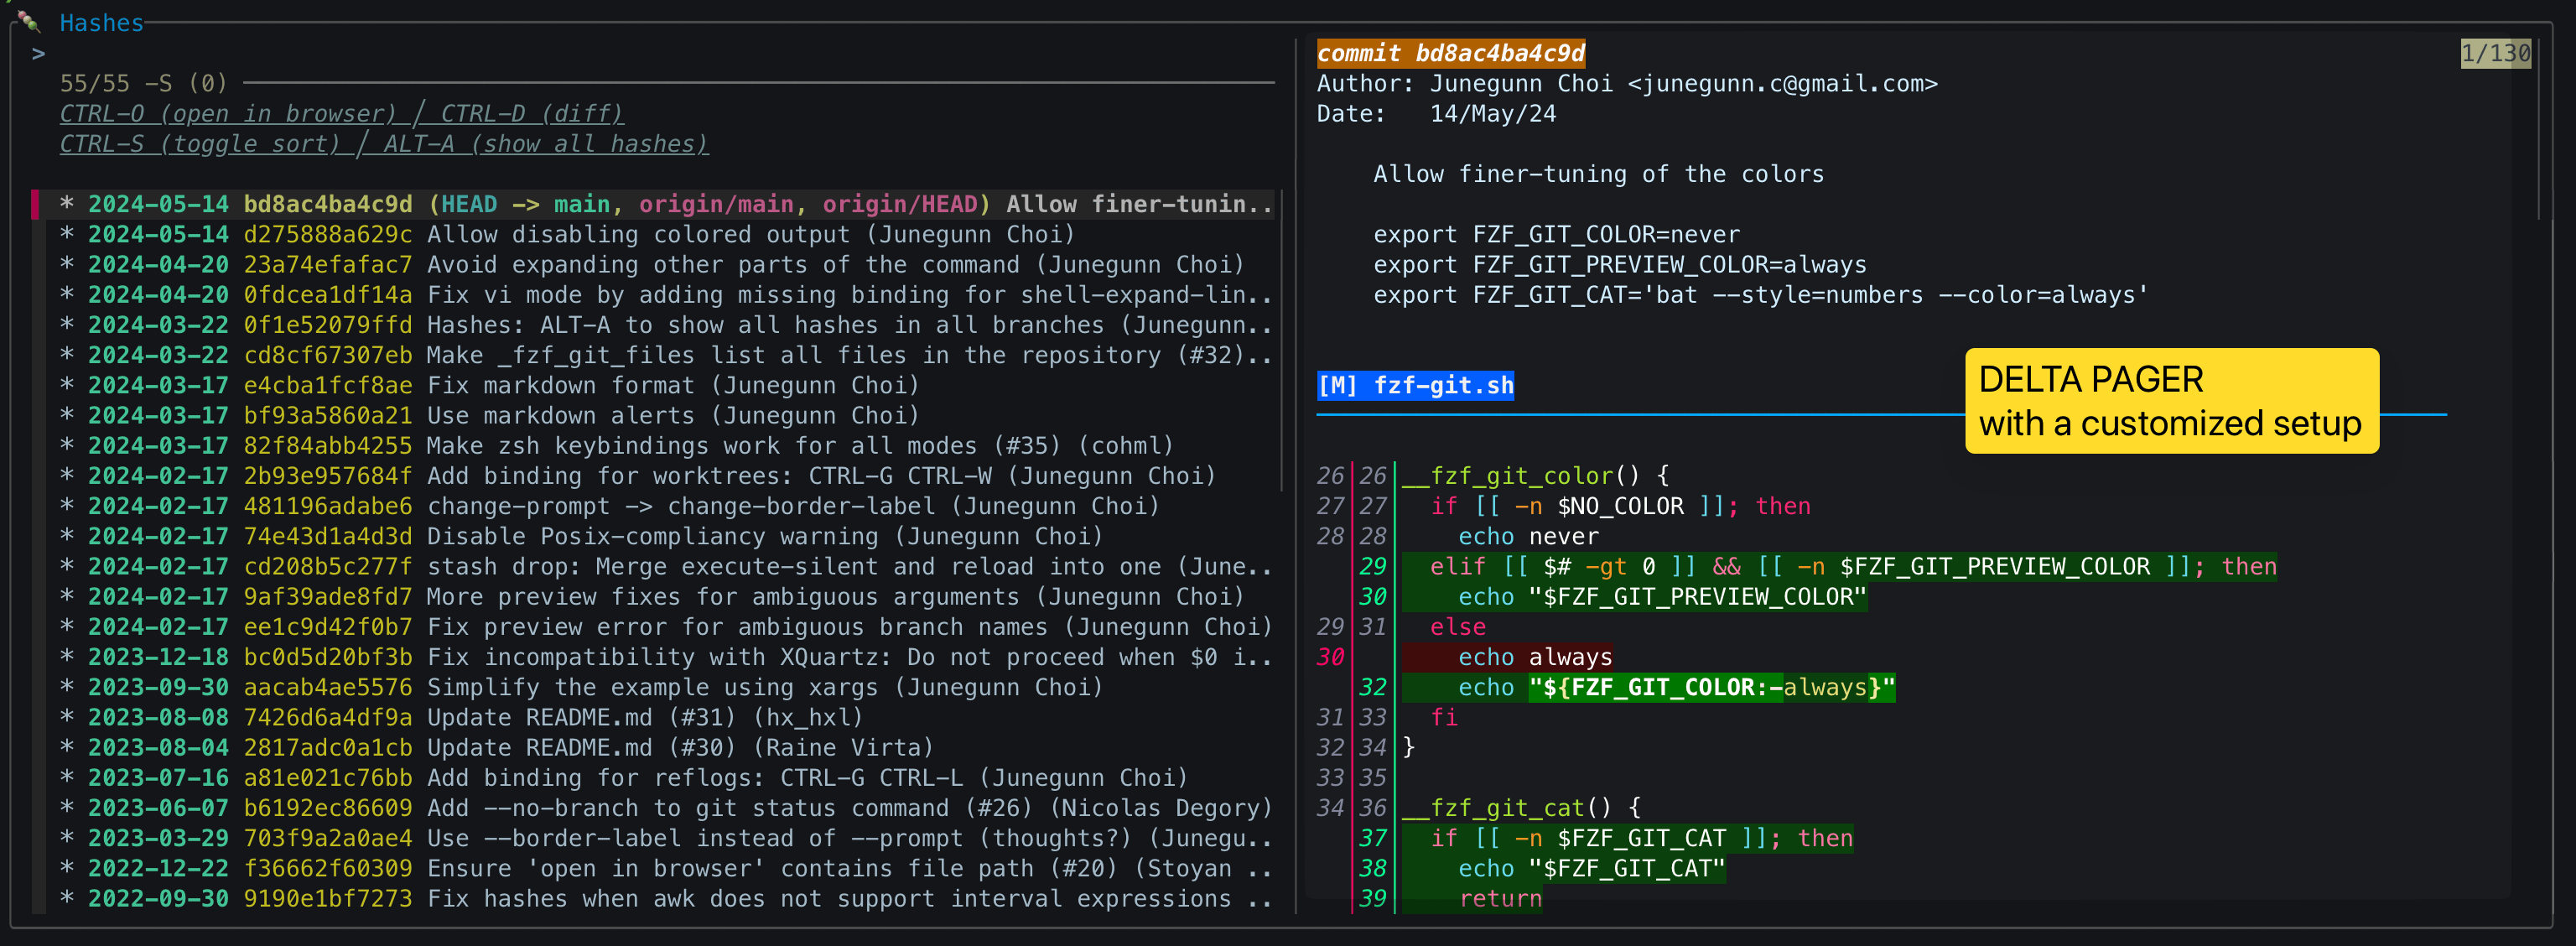 Hashes
>
55/55 -S (0)
CTRL-O (open in browser) ╱ CTRL-D (diff)
CTRL-S (toggle sort) ╱ ALT-A (show all hashes)
* 2024-05-14 bd8ac4ba4c9d (HEAD -> main, origin/main, origin/HEAD) Allow finer-tunin..
* 2024-05-14 d275888a629c Allow disabling colored output (Junegunn Choi)
* 2024-04-20 23a74efafac7 Avoid expanding other parts of the command (Junegunn Choi)
* 2024-04-20 0fdcea1df14a Fix vi mode by adding missing binding for shell-expand-lin..
* 2024-03-22 0f1e52079ffd Hashes: ALT-A to show all hashes in all branches (Junegunn..
* 2024-03-22 cd8cf67307eb Make _fzf_git_files list all files in the repository (#32)..
* 2024-03-17 e4cba1fcf8ae Fix markdown format (Junegunn Choi)
* 2024-03-17 bf93a5860a21 Use markdown alerts (Junegunn Choi)
* 2024-03-17 82f84abb4255 Make zsh keybindings work for all modes (#35) (cohml)
* 2024-02-17 2b93e957684f Add binding for worktrees: CTRL-G CTRL-W (Junegunn Choi)
* 2024-02-17 481196adabe6 change-prompt -> change-border-label (Junegunn Choi)
* 2024-02-17 74e43d1a4d3d Disable Posix-compliancy warning (Junegunn Choi)
* 2024-02-17 cd208b5c277f stash drop: Merge execute-silent and reload into one (June..
* 2024-02-17 9af39ade8fd7 More preview fixes for ambiguous arguments (Junegunn Choi)
* 2024-02-17 ee1c9d42f0b7 Fix preview error for ambiguous branch names (Junegunn Choi)
* 2023-12-18 bc0d5d20bf3b Fix incompatibility with XQuartz: Do not proceed when $0 i..
* 2023-09-30 aacab4ae5576 Simplify the example using xargs (Junegunn Choi)
* 2023-08-08 7426d6a4df9a Update README.md (#31) (hx_hxl)
* 2023-08-04 2817adc0a1cb Update README.md (#30) (Raine Virta)
* 2023-07-16 a81e021c76bb Add binding for reflogs: CTRL-G CTRL-L (Junegunn Choi)
* 2023-06-07 b6192ec86609 Add --no-branch to git status command (#26) (Nicolas Degory)
* 2023-03-29 703f9a2a0ae4 Use --border-label instead of --prompt (thoughts?) (Junegu..
* 2022-12-22 f36662f60309 Ensure 'open in browser' contains file path (#20) (Stoyan ..
* 2022-09-30 9190e1bf7273 Fix hashes when awk does not support interval expressions ..
commit bd8ac4ba4c9d
1/130
Author: Junegunn Choi <junegunn.c@gmail.com>
Date:   14/May/24
Allow finer-tuning of the colors
export FZF_GIT_COLOR=never
export FZF_GIT_PREVIEW_COLOR=always
export FZF_GIT_CAT='bat --style=numbers --color=always'
[M] fzf-git.sh
DELTA PAGER
with a customized setup
26 26 __fzf_git_color() {
27 27   if [[ -n $NO_COLOR ]]; then
28 28     echo never
29   elif [[ $# -gt 0 ]] && [[ -n $FZF_GIT_PREVIEW_COLOR ]]; then
30     echo "$FZF_GIT_PREVIEW_COLOR"
29 31   else
30     echo always
32     echo "${FZF_GIT_COLOR:-always}"
31 33   fi
32 34 }
33 35
34 36 __fzf_git_cat() {
37   if [[ -n $FZF_GIT_CAT ]]; then
38     echo "$FZF_GIT_CAT"
39     return